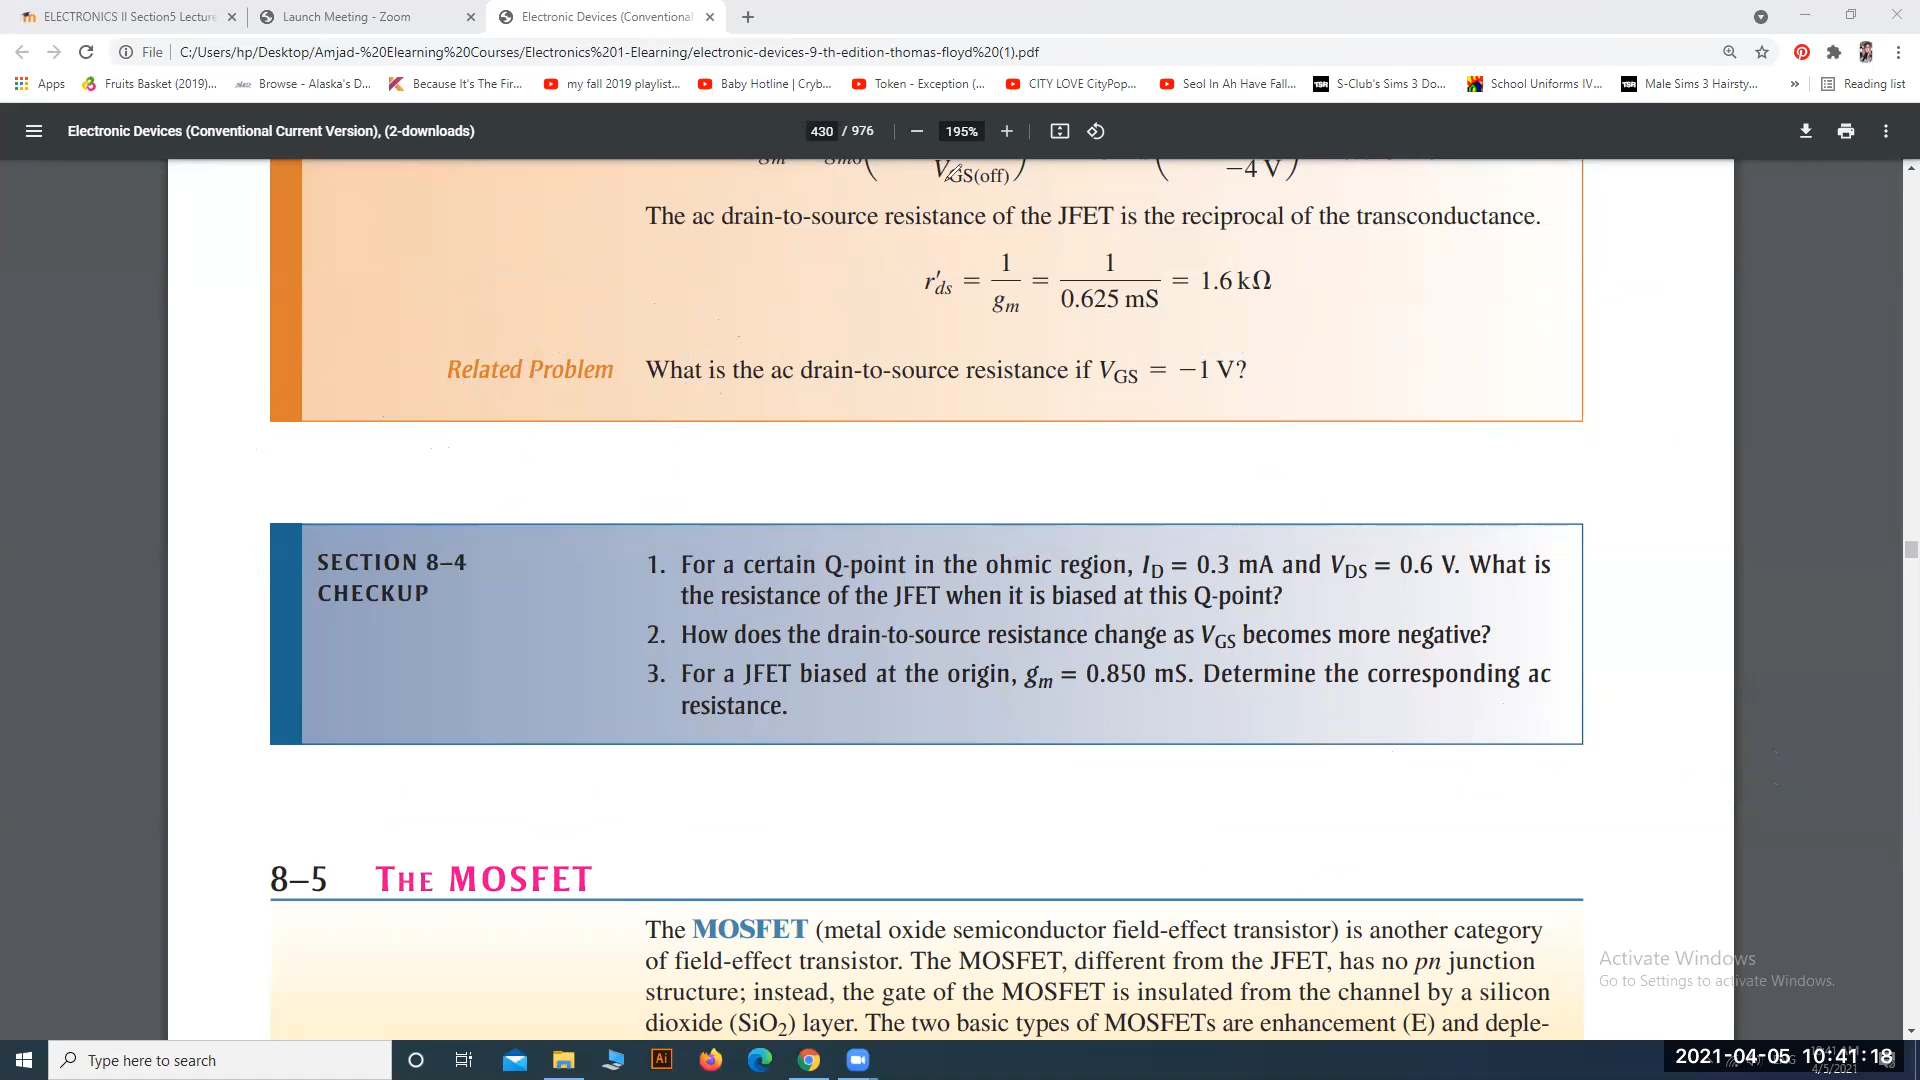 ELECTRONICS II Section5 Lecture
Launch Meeting - Zoom
Electronic Devices (Conventional
File
C:/Users/hp/Desktop/Amjad-%20Elearning%20Courses/Electronics%201-Elearning/electronic-devices-9-th-edition-thomas-floyd%20(1).pdf
Apps
Fruits Basket (2019)...
Browse - Alaska's D...
Because It's The Fir...
my fall 2019 playlist...
Baby Hotline | Cryb...
Token - Exception (...
CITY LOVE CityPop...
Seol In Ah Have Fall...
TSR
S-Club's Sims 3 Do...
School Uniforms IV...
TSR
Male Sims 3 Hairsty...
»
Reading list
Electronic Devices (Conventional Current Version), (2-downloads)
430 / 976
195%
V_GS(off)
−4 V
The ac drain-to-source resistance of the JFET is the reciprocal of the transconductance.
r′ds = 1/gm = 1/0.625 mS = 1.6 kΩ
Related Problem What is the ac drain-to-source resistance if VGS = −1 V?
SECTION 8–4
CHECKUP
1. For a certain Q-point in the ohmic region, ID = 0.3 mA and VDS = 0.6 V. What is
the resistance of the JFET when it is biased at this Q-point?
2. How does the drain-to-source resistance change as VGS becomes more negative?
3. For a JFET biased at the origin, gm = 0.850 mS. Determine the corresponding ac
resistance.
8–5 THE MOSFET
The MOSFET (metal oxide semiconductor field-effect transistor) is another category
of field-effect transistor. The MOSFET, different from the JFET, has no pn junction
structure; instead, the gate of the MOSFET is insulated from the channel by a silicon
dioxide (SiO2) layer. The two basic types of MOSFETs are enhancement (E) and deple-
Activate Windows
Go to Settings to activate Windows.
Type here to search
Ai
2021-04-05 10:41:18
4/5/2021